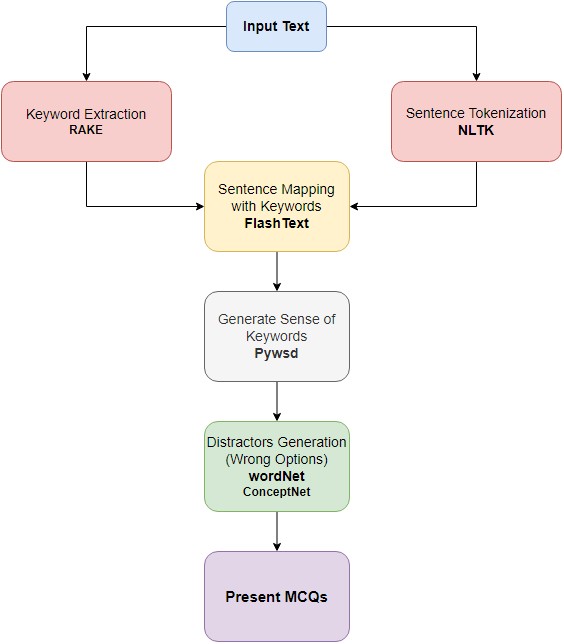 Input Text
Keyword Extraction
RAKE
Sentence Tokenization
NLTK
Sentence Mapping
with Keywords
FlashText
Generate Sense of
Keywords
Pywsd
Distractors Generation
(Wrong Options)
wordNet
ConceptNet
Present MCQs